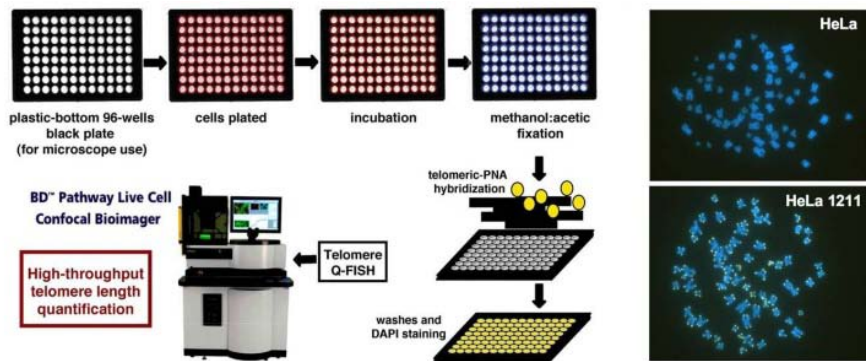 plastic-bottom 96-wells
black plate
(for microscope use)
cells plated
incubation
methanol:acetic
fixation
telomeric-PNA
hybridization
washes and
DAPI staining
Telomere
Q-FISH
BD™ Pathway Live Cell
Confocal Bioimager
High-throughput
telomere length
quantification
HeLa
HeLa 1211